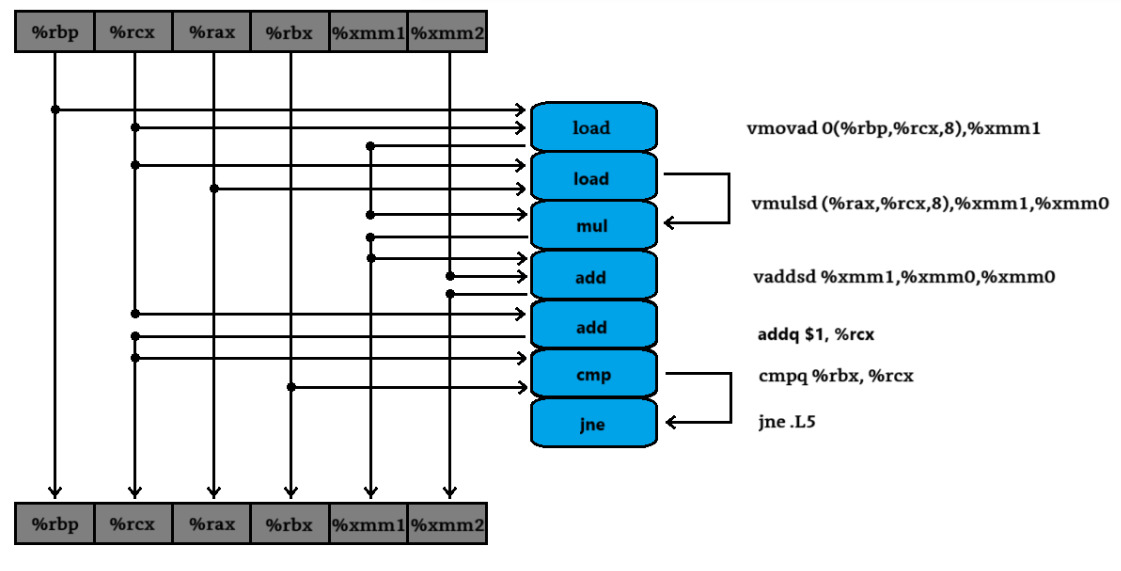 %rbp %rcx %rax %rbx %xmm1 %xmm2
load
vmovad 0(%rbp,%rcx,8),%xmm1
load
vmulsd (%rax,%rcx,8),%xmm1,%xmm0
mul
add
vaddsd %xmm1,%xmm0,%xmm0
add
addq $1, %rcx
cmp
cmpq %rbx, %rcx
jne
jne .L5
%rbp %rcx %rax %rbx %xmm1 %xmm2